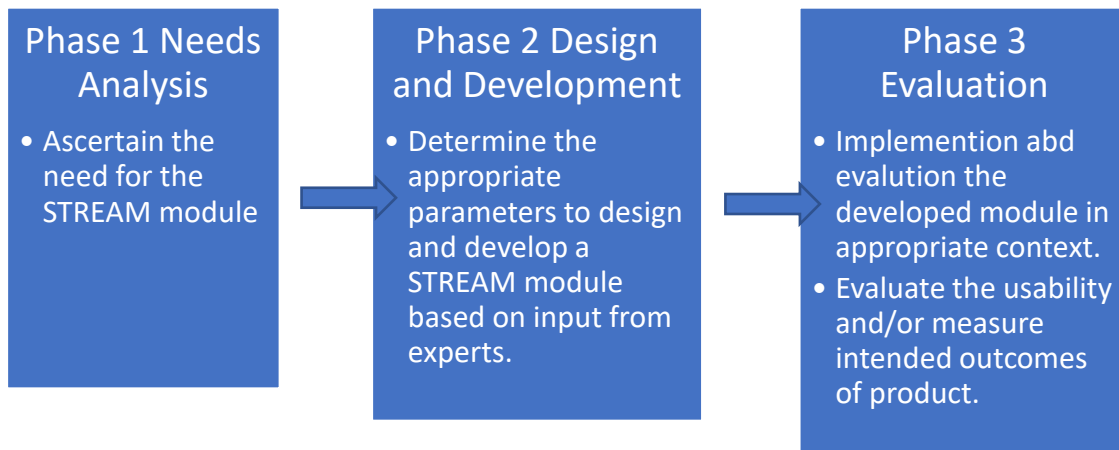 Phase 1 Needs
Analysis
• Ascertain the
need for the
STREAM module
Phase 2 Design
and Development
• Determine the
appropriate
parameters to design
and develop a
STREAM module
based on input from
experts.
Phase 3
Evaluation
• Implemention abd
evalution the
developed module in
appropriate context.
• Evaluate the usability
and/or measure
intended outcomes
of product.